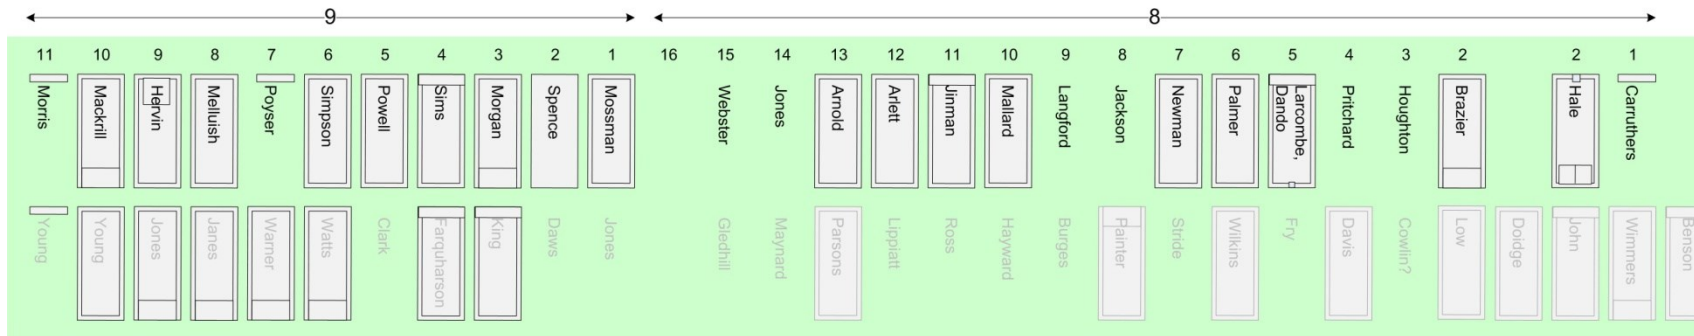 9 8
11 10 9 8 7 6 5 4 3 2 1 16 15 14 13 12 11 10 9 8 7 6 5 4 3 2 2 1
Morris
Mackrill
Hervin
Melluish
Poyser
Simpson
Powell
Sims
Morgan
Spence
Mossman
Webster
Jones
Arnold
Arlett
Jinman
Mallard
Langford
Jackson
Newman
Palmer
Larcombe,
Dando
Pritchard
Houghton
Brazier
Hale
Carruthers
Young
Young
Jones
Janes
Warner
Watts
Clark
Farquharson
King
Daws
Jones
Gledhill
Maynard
Parsons
Lippiatt
Ross
Hayward
Burges
Painter
Stride
Wilkins
Fry
Davis
Cowlin?
Low
Doidge
John
Wimmers
Benson